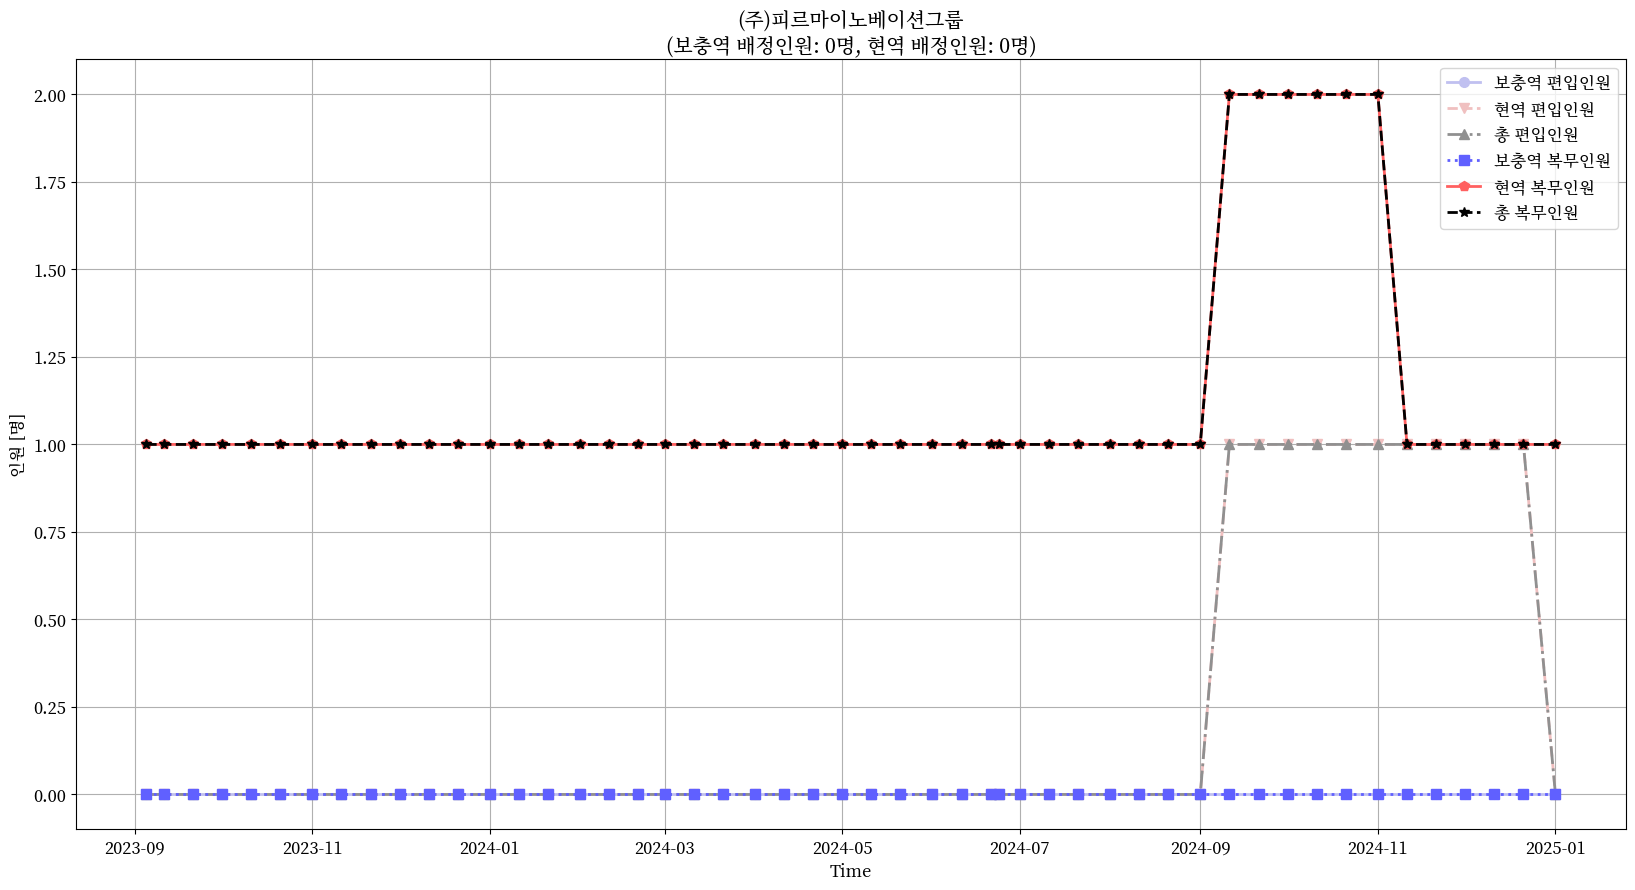 (주)피르마이노베이션그룹
(보충역 배정인원: 0명, 현역 배정인원: 0명)
보충역 편입인원
현역 편입인원
총 편입인원
보충역 복무인원
현역 복무인원
총 복무인원
인원 [명]
2.00
1.75
1.50
1.25
1.00
0.75
0.50
0.25
0.00
2023-09 2023-11 2024-01 2024-03 2024-05 2024-07 2024-09 2024-11 2025-01
Time